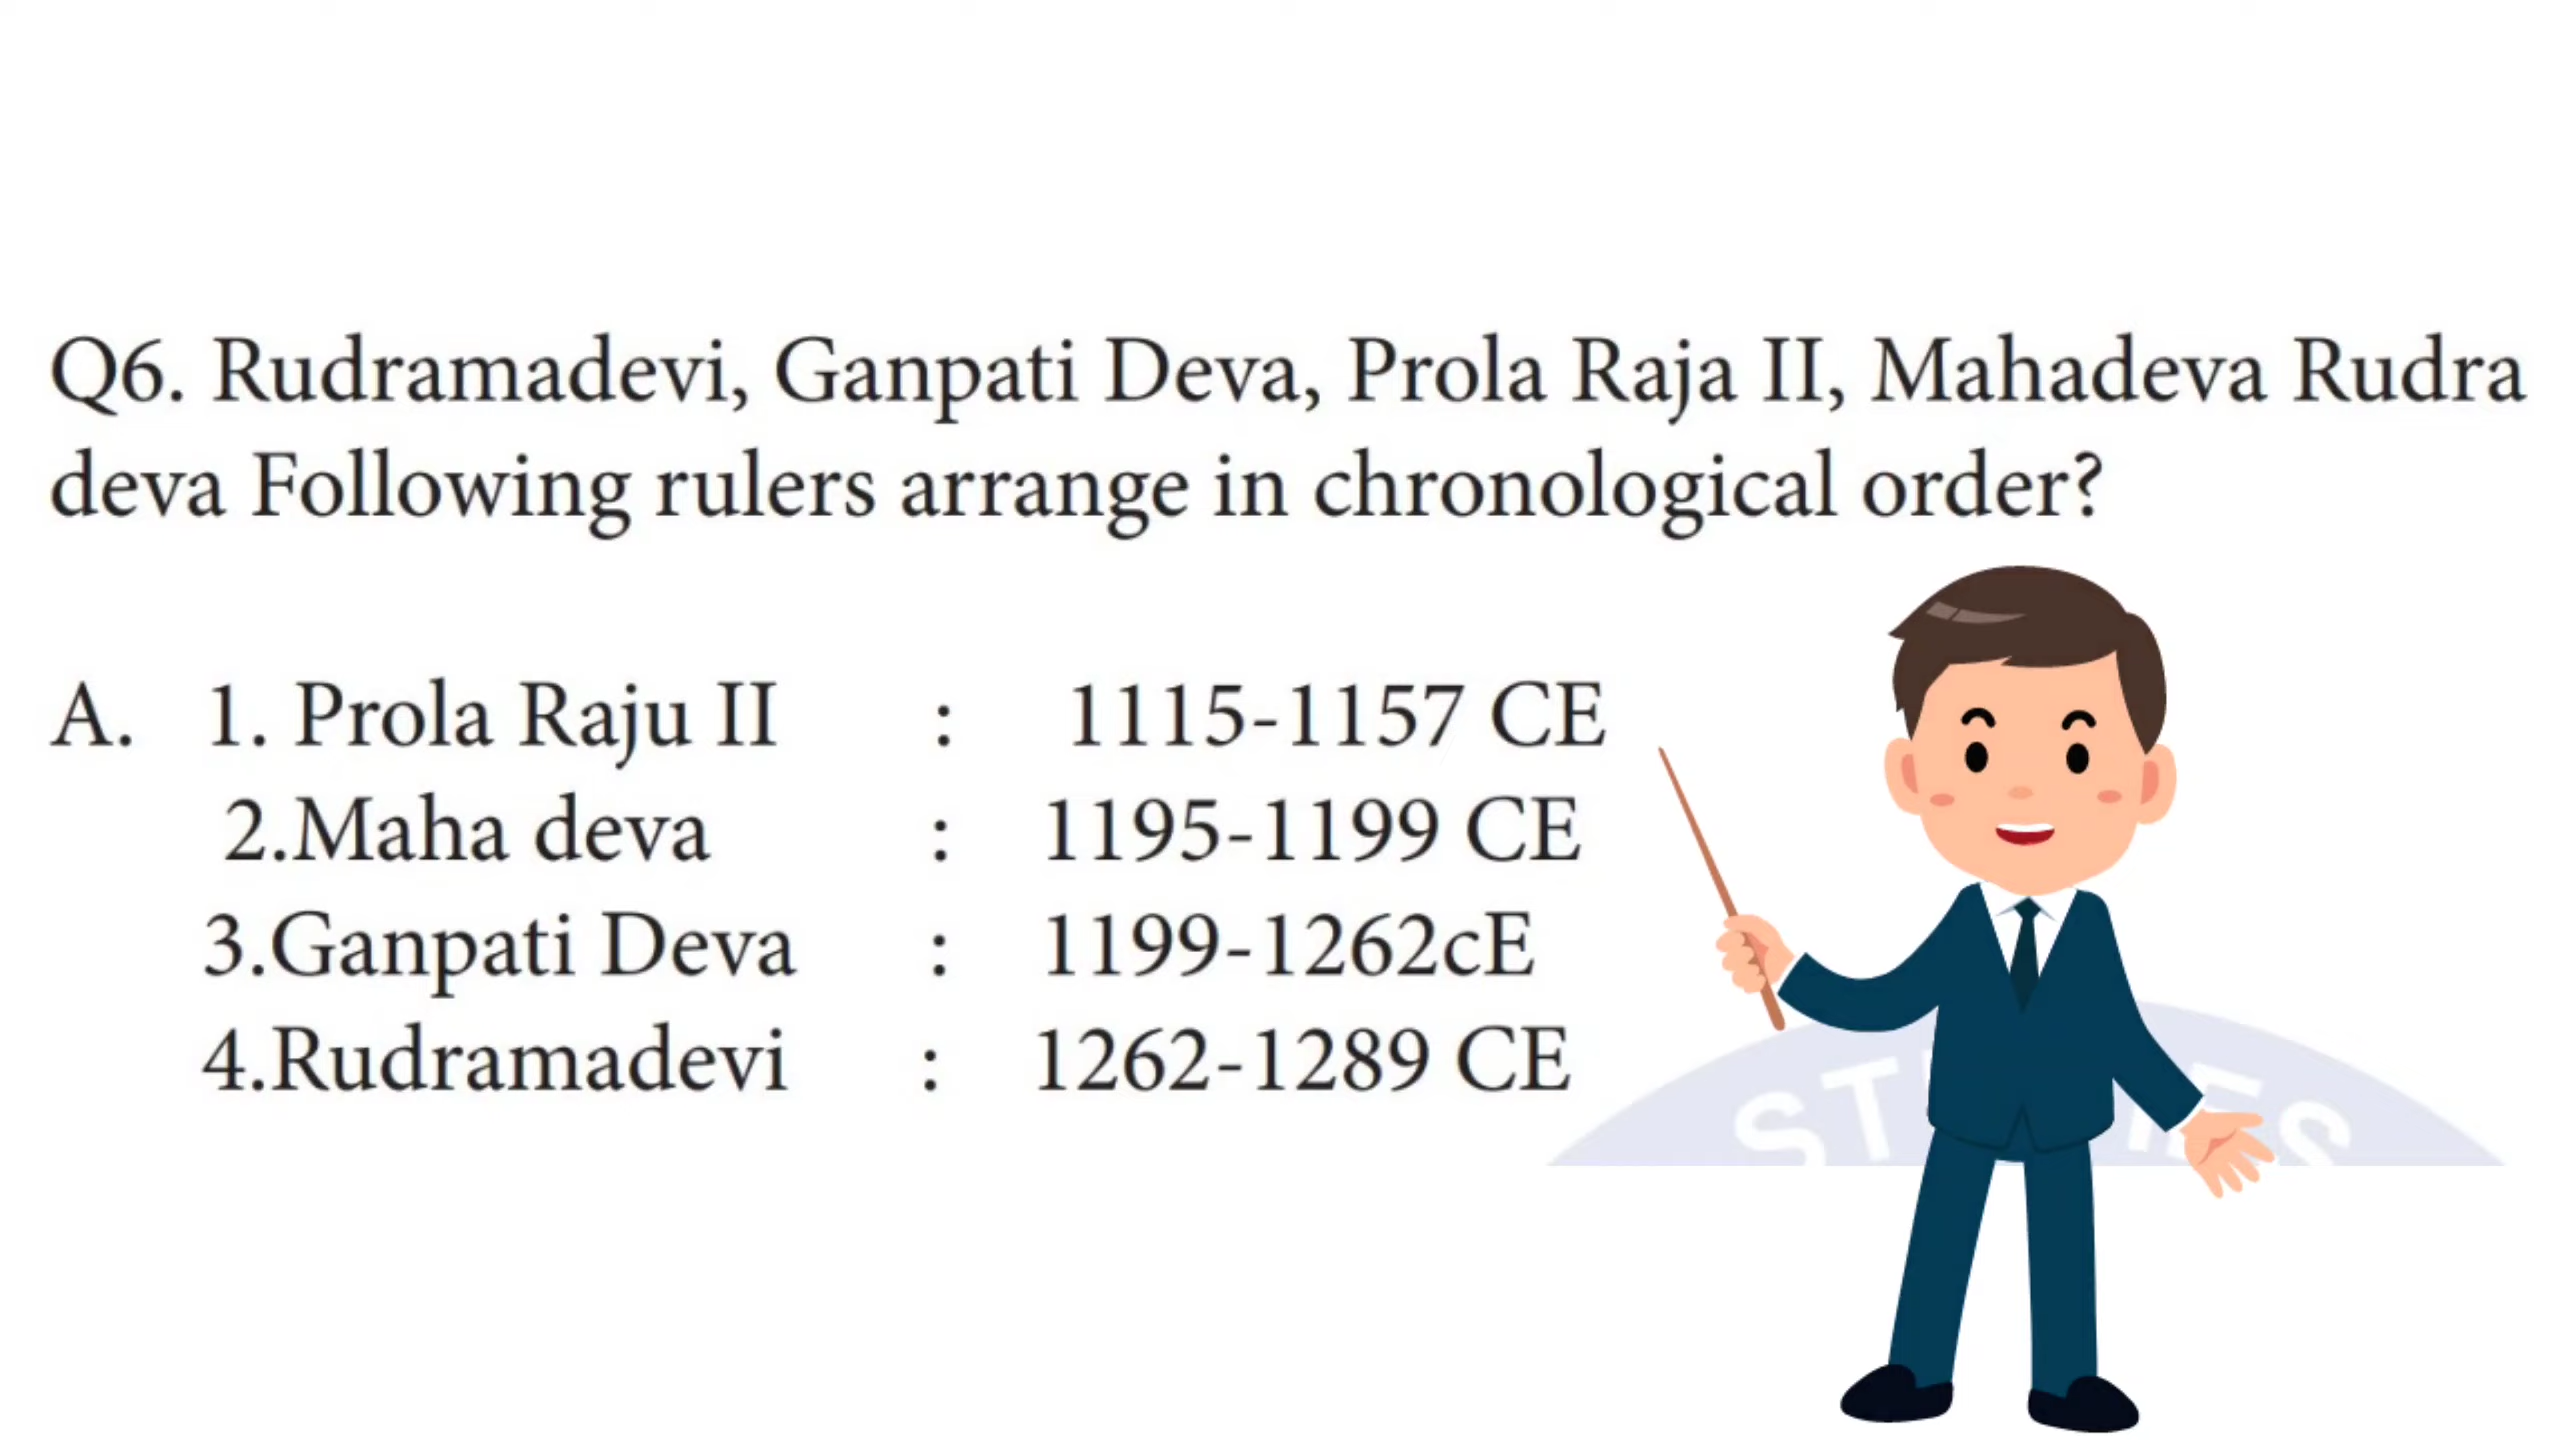 Q6. Rudramadevi, Ganpati Deva, Prola Raja II, Mahadeva Rudra
deva Following rulers arrange in chronological order?
A. 1. Prola Raju II : 1115-1157 CE
2.Maha deva : 1195-1199 CE
3.Ganpati Deva : 1199-1262cE
4.Rudramadevi : 1262-1289 CE